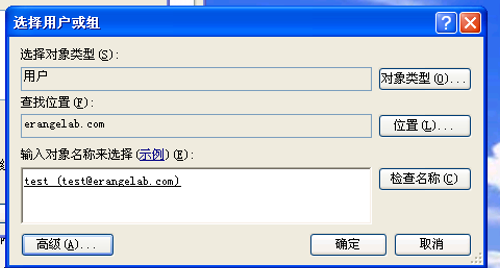 选择用户或组
选择对象类型(S):
用户
对象类型(O)...
查找位置(F):
erangelab.com
位置(L)...
输入对象名称来选择(示例)(E):
test (test@erangelab.com)
检查名称(C)
高级(A)...
确定
取消